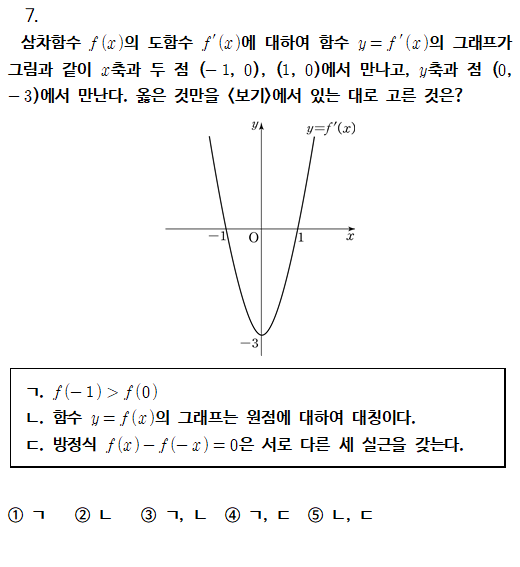 7.
삼차함수 f(x)의 도함수 f′(x)에 대하여 함수 y=f′(x)의 그래프가
그림과 같이 x축과 두 점 (−1, 0), (1, 0)에서 만나고, y축과 점 (0,
−3)에서 만난다. 옳은 것만을 <보기>에서 있는 대로 고른 것은?
y y=f′(x)
−1 O 1 x
−3
ㄱ. f(−1)>f(0)
ㄴ. 함수 y=f(x)의 그래프는 원점에 대하여 대칭이다.
ㄷ. 방정식 f(x)−f(−x)=0은 서로 다른 세 실근을 갖는다.
① ㄱ ② ㄴ ③ ㄱ, ㄴ ④ ㄱ, ㄷ ⑤ ㄴ, ㄷ